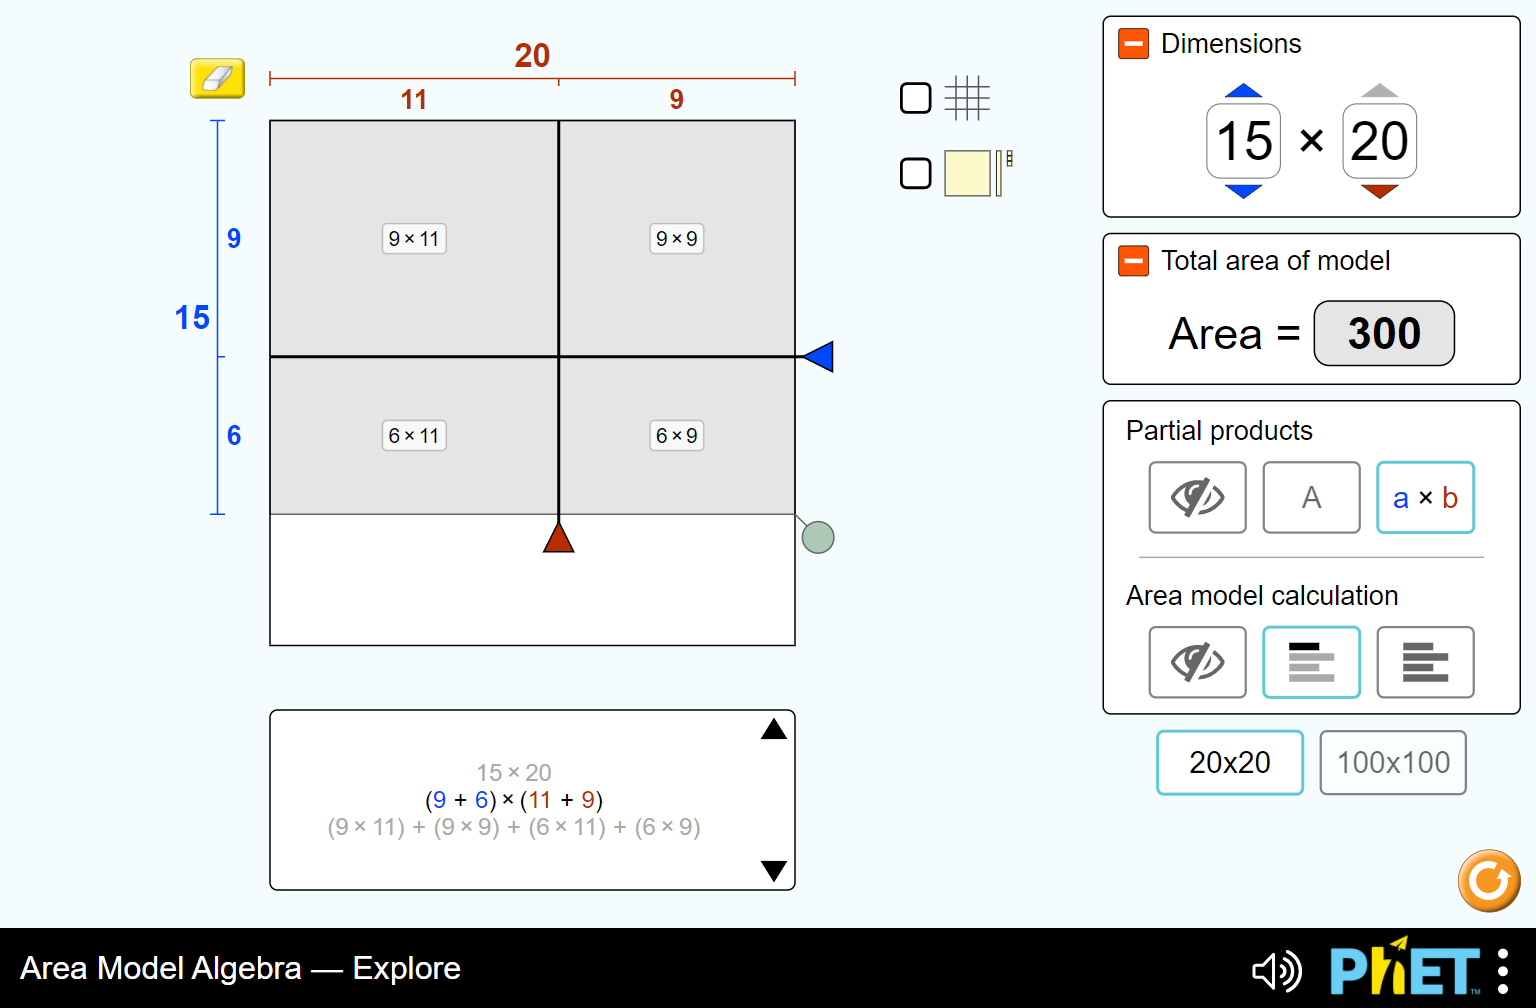 20
11 9
9
15
6
9 × 11 9 × 9
6 × 11 6 × 9
15 × 20
(9 + 6) × (11 + 9)
(9 × 11) + (9 × 9) + (6 × 11) + (6 × 9)
Dimensions
15 × 20
Total area of model
Area = 300
Partial products
A a × b
Area model calculation
20x20 100x100
Area Model Algebra — Explore
PhET™